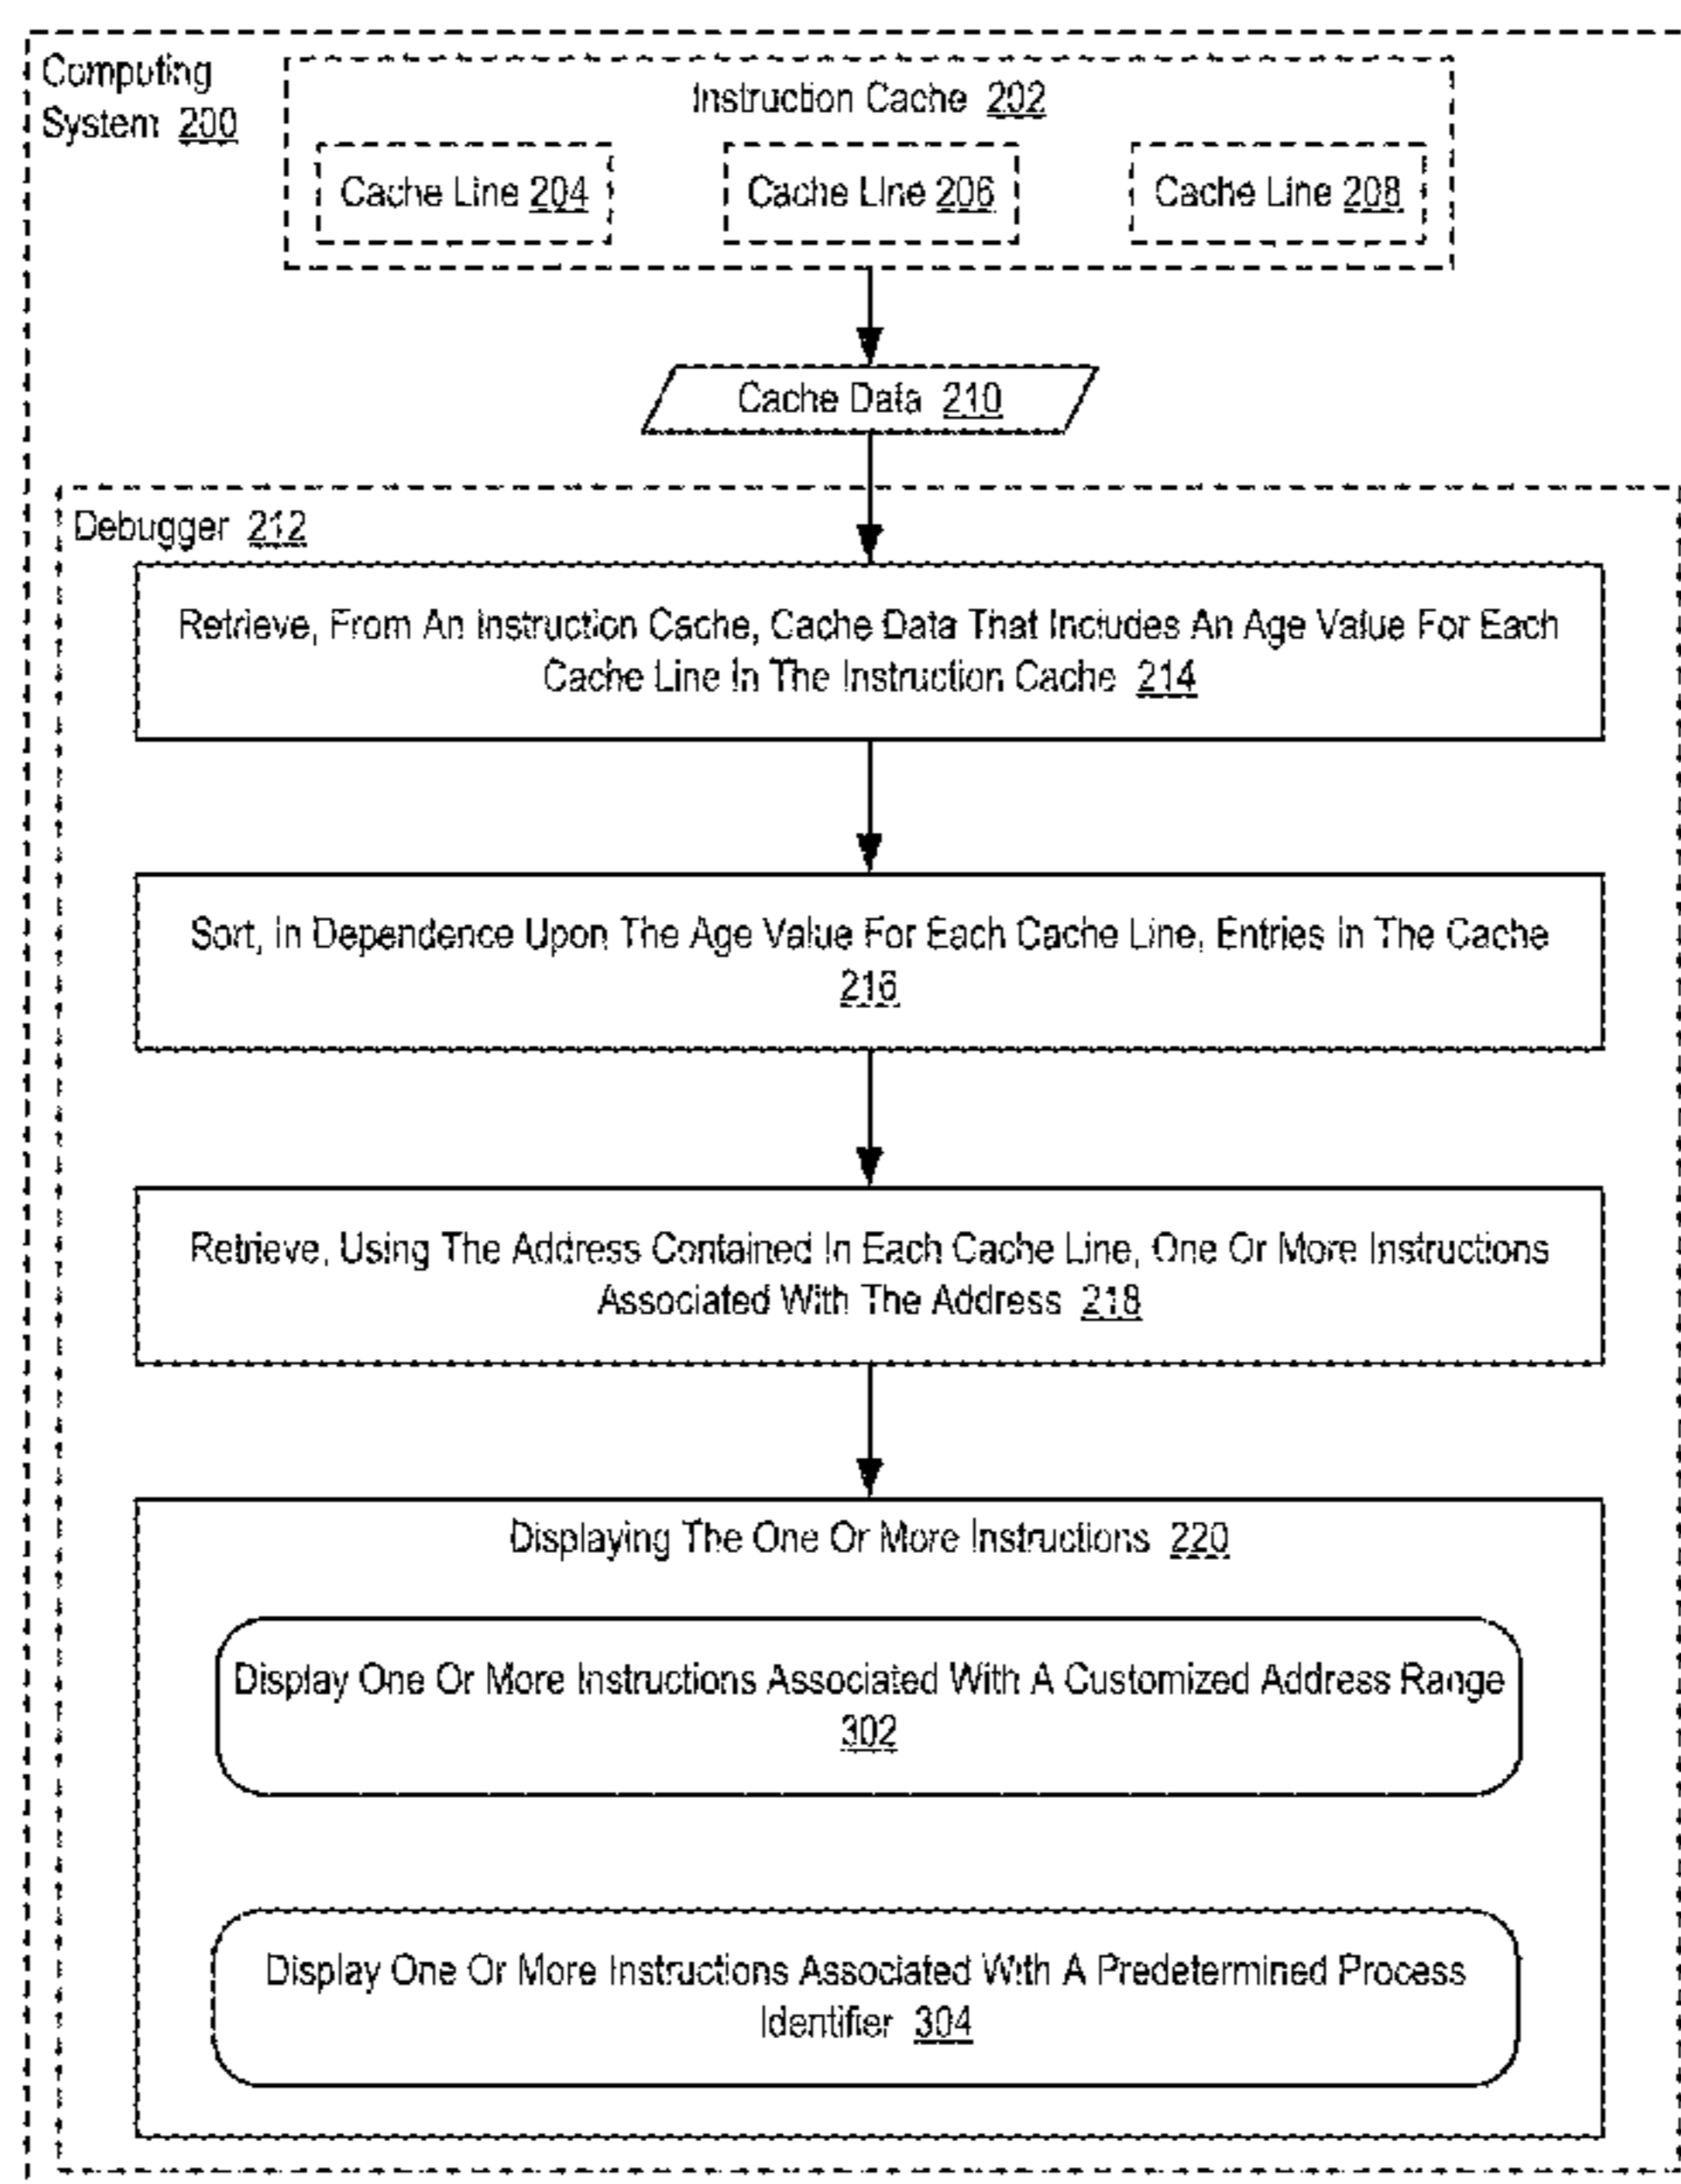 Computing
System 200
Instruction Cache 202
Cache Line 204
Cache Line 206
Cache Line 208
Cache Data 210
Debugger 212
Retrieve, From An Instruction Cache, Cache Data That Includes An Age Value For Each
Cache Line In The Instruction Cache 214
Sort, In Dependence Upon The Age Value For Each Cache Line, Entries In The Cache
216
Retrieve, Using The Address Contained In Each Cache Line, One Or More Instructions
Associated With The Address 218
Displaying The One Or More Instructions 220
Display One Or More Instructions Associated With A Customized Address Range
302
Display One Or More Instructions Associated With A Predetermined Process
Identifier 304